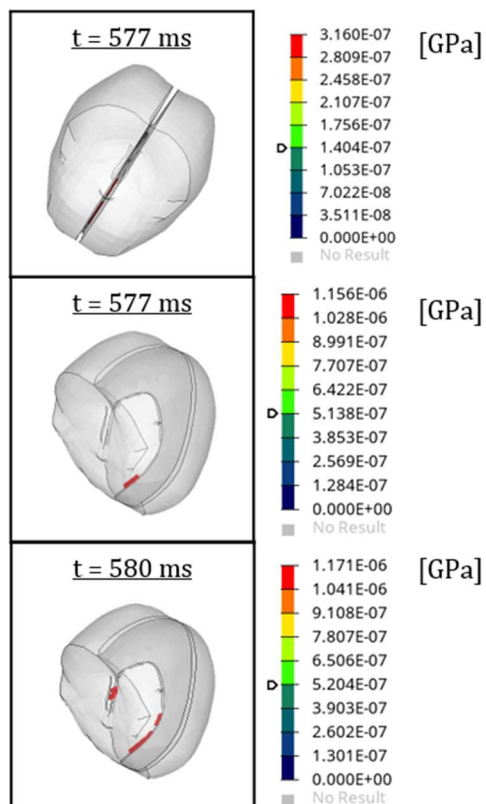 t = 577 ms
[GPa]
3.160E-07
2.809E-07
2.458E-07
2.107E-07
1.756E-07
1.404E-07
1.053E-07
7.022E-08
3.511E-08
0.000E+00
No Result
t = 577 ms
[GPa]
1.156E-06
1.028E-06
8.991E-07
7.707E-07
6.422E-07
5.138E-07
3.853E-07
2.569E-07
1.284E-07
0.000E+00
No Result
t = 580 ms
[GPa]
1.171E-06
1.041E-06
9.108E-07
7.807E-07
6.506E-07
5.204E-07
3.903E-07
2.602E-07
1.301E-07
0.000E+00
No Result